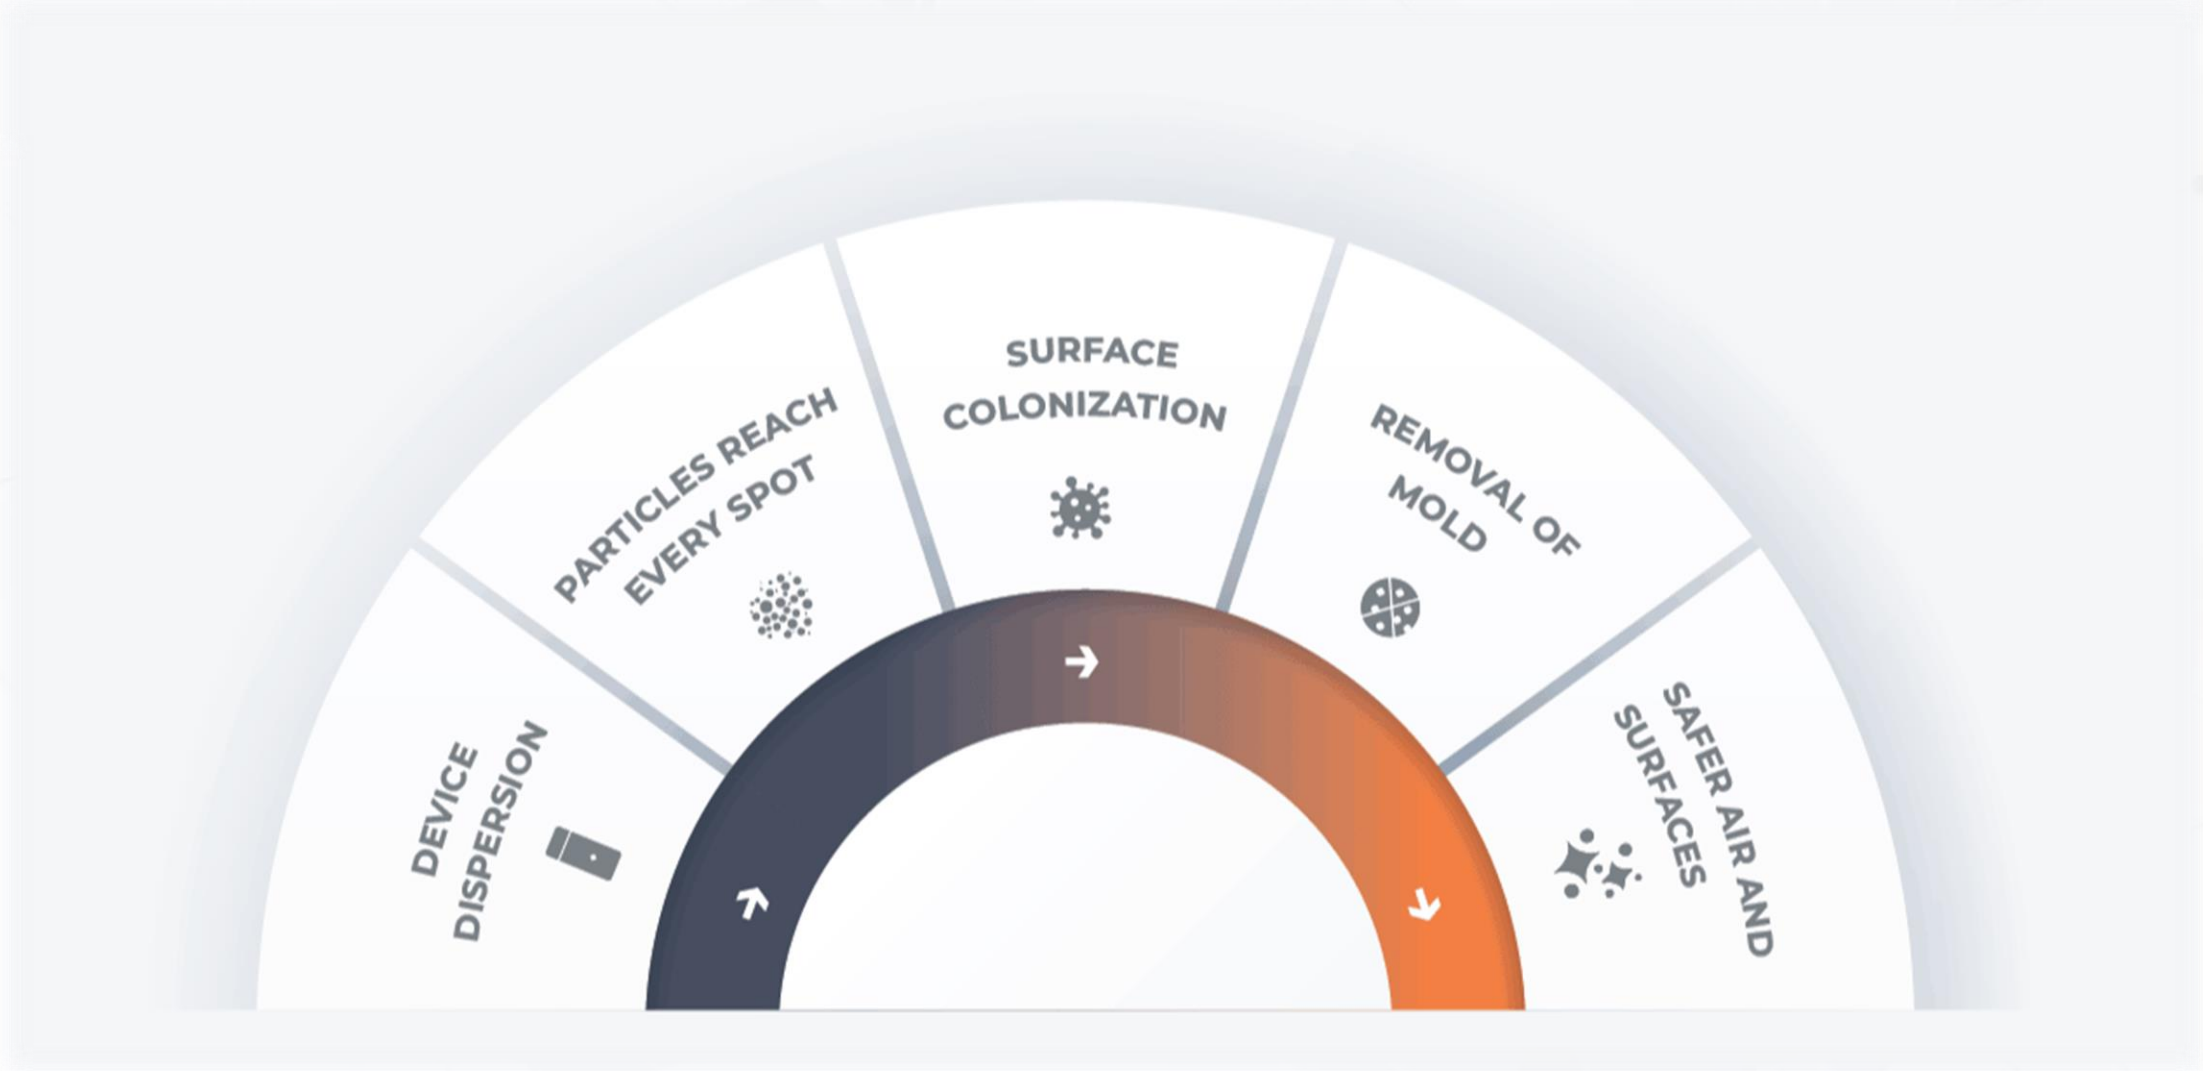 DEVICE
DISPERSION
PARTICLES REACH
EVERY SPOT
SURFACE
COLONIZATION
REMOVAL OF
MOLD
SAFER AIR AND
SURFACES